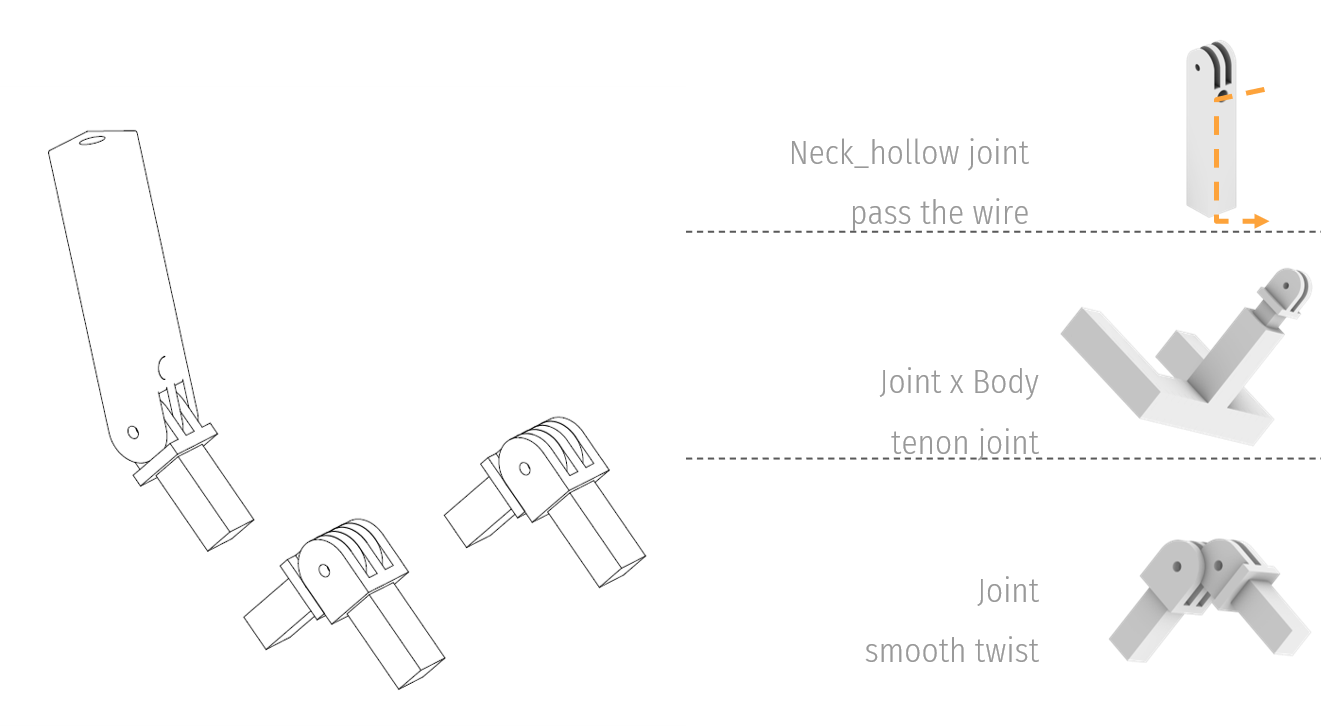 Neck_hollow joint
pass the wire
Joint x Body
tenon joint
Joint
smooth twist